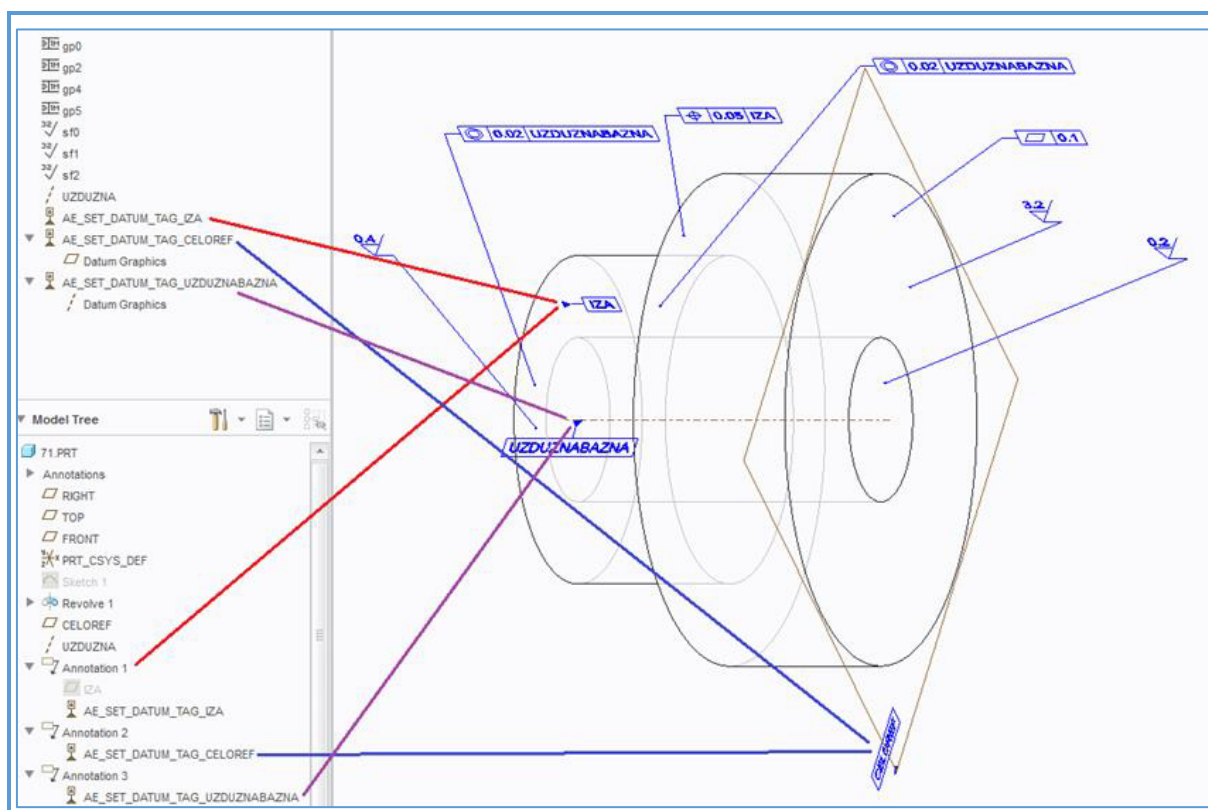 gp0
gp2
gp4
gp5
32 sf0
32 sf1
32 sf2
UZDUZNA
AE_SET_DATUM_TAG_IZA
AE_SET_DATUM_TAG_CELOREF
Datum Graphics
AE_SET_DATUM_TAG_UZDUZNABAZNA
Datum Graphics
Model Tree
71.PRT
Annotations
RIGHT
TOP
FRONT
PRT_CSYS_DEF
Sketch 1
Revolve 1
CELOREF
UZDUZNA
Annotation 1
IZA
AE_SET_DATUM_TAG_IZA
Annotation 2
AE_SET_DATUM_TAG_CELOREF
Annotation 3
AE_SET_DATUM_TAG_UZDUZNABAZNA
0.02 UZDUZNABAZNA
0.05 IZA
0.02 UZDUZNABAZNA
0.1
3.2
0.2
0.4
IZA
UZDUZNABAZNA